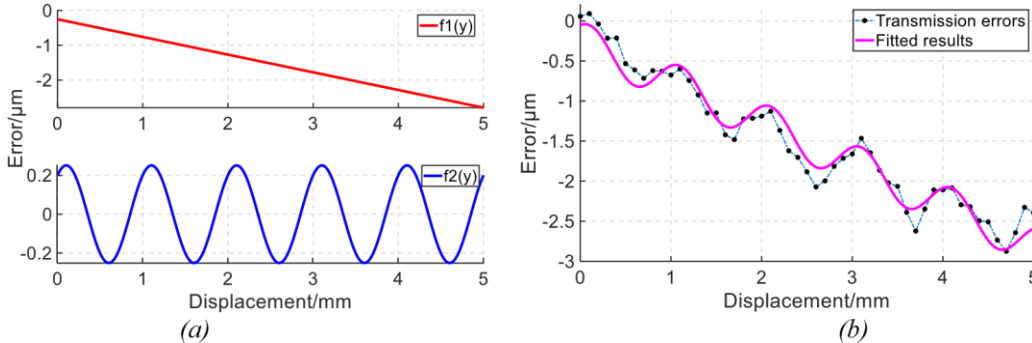 0
-1
-2
f1(y)
0 1 2 3 4 5
Error/μm
0.2
0
-0.2
f2(y)
0 1 2 3 4 5
Displacement/mm
(a)
0
-0.5
-1
-1.5
-2
-2.5
-3
Error/μm
Transmission errors
Fitted results
0 1 2 3 4 5
Displacement/mm
(b)